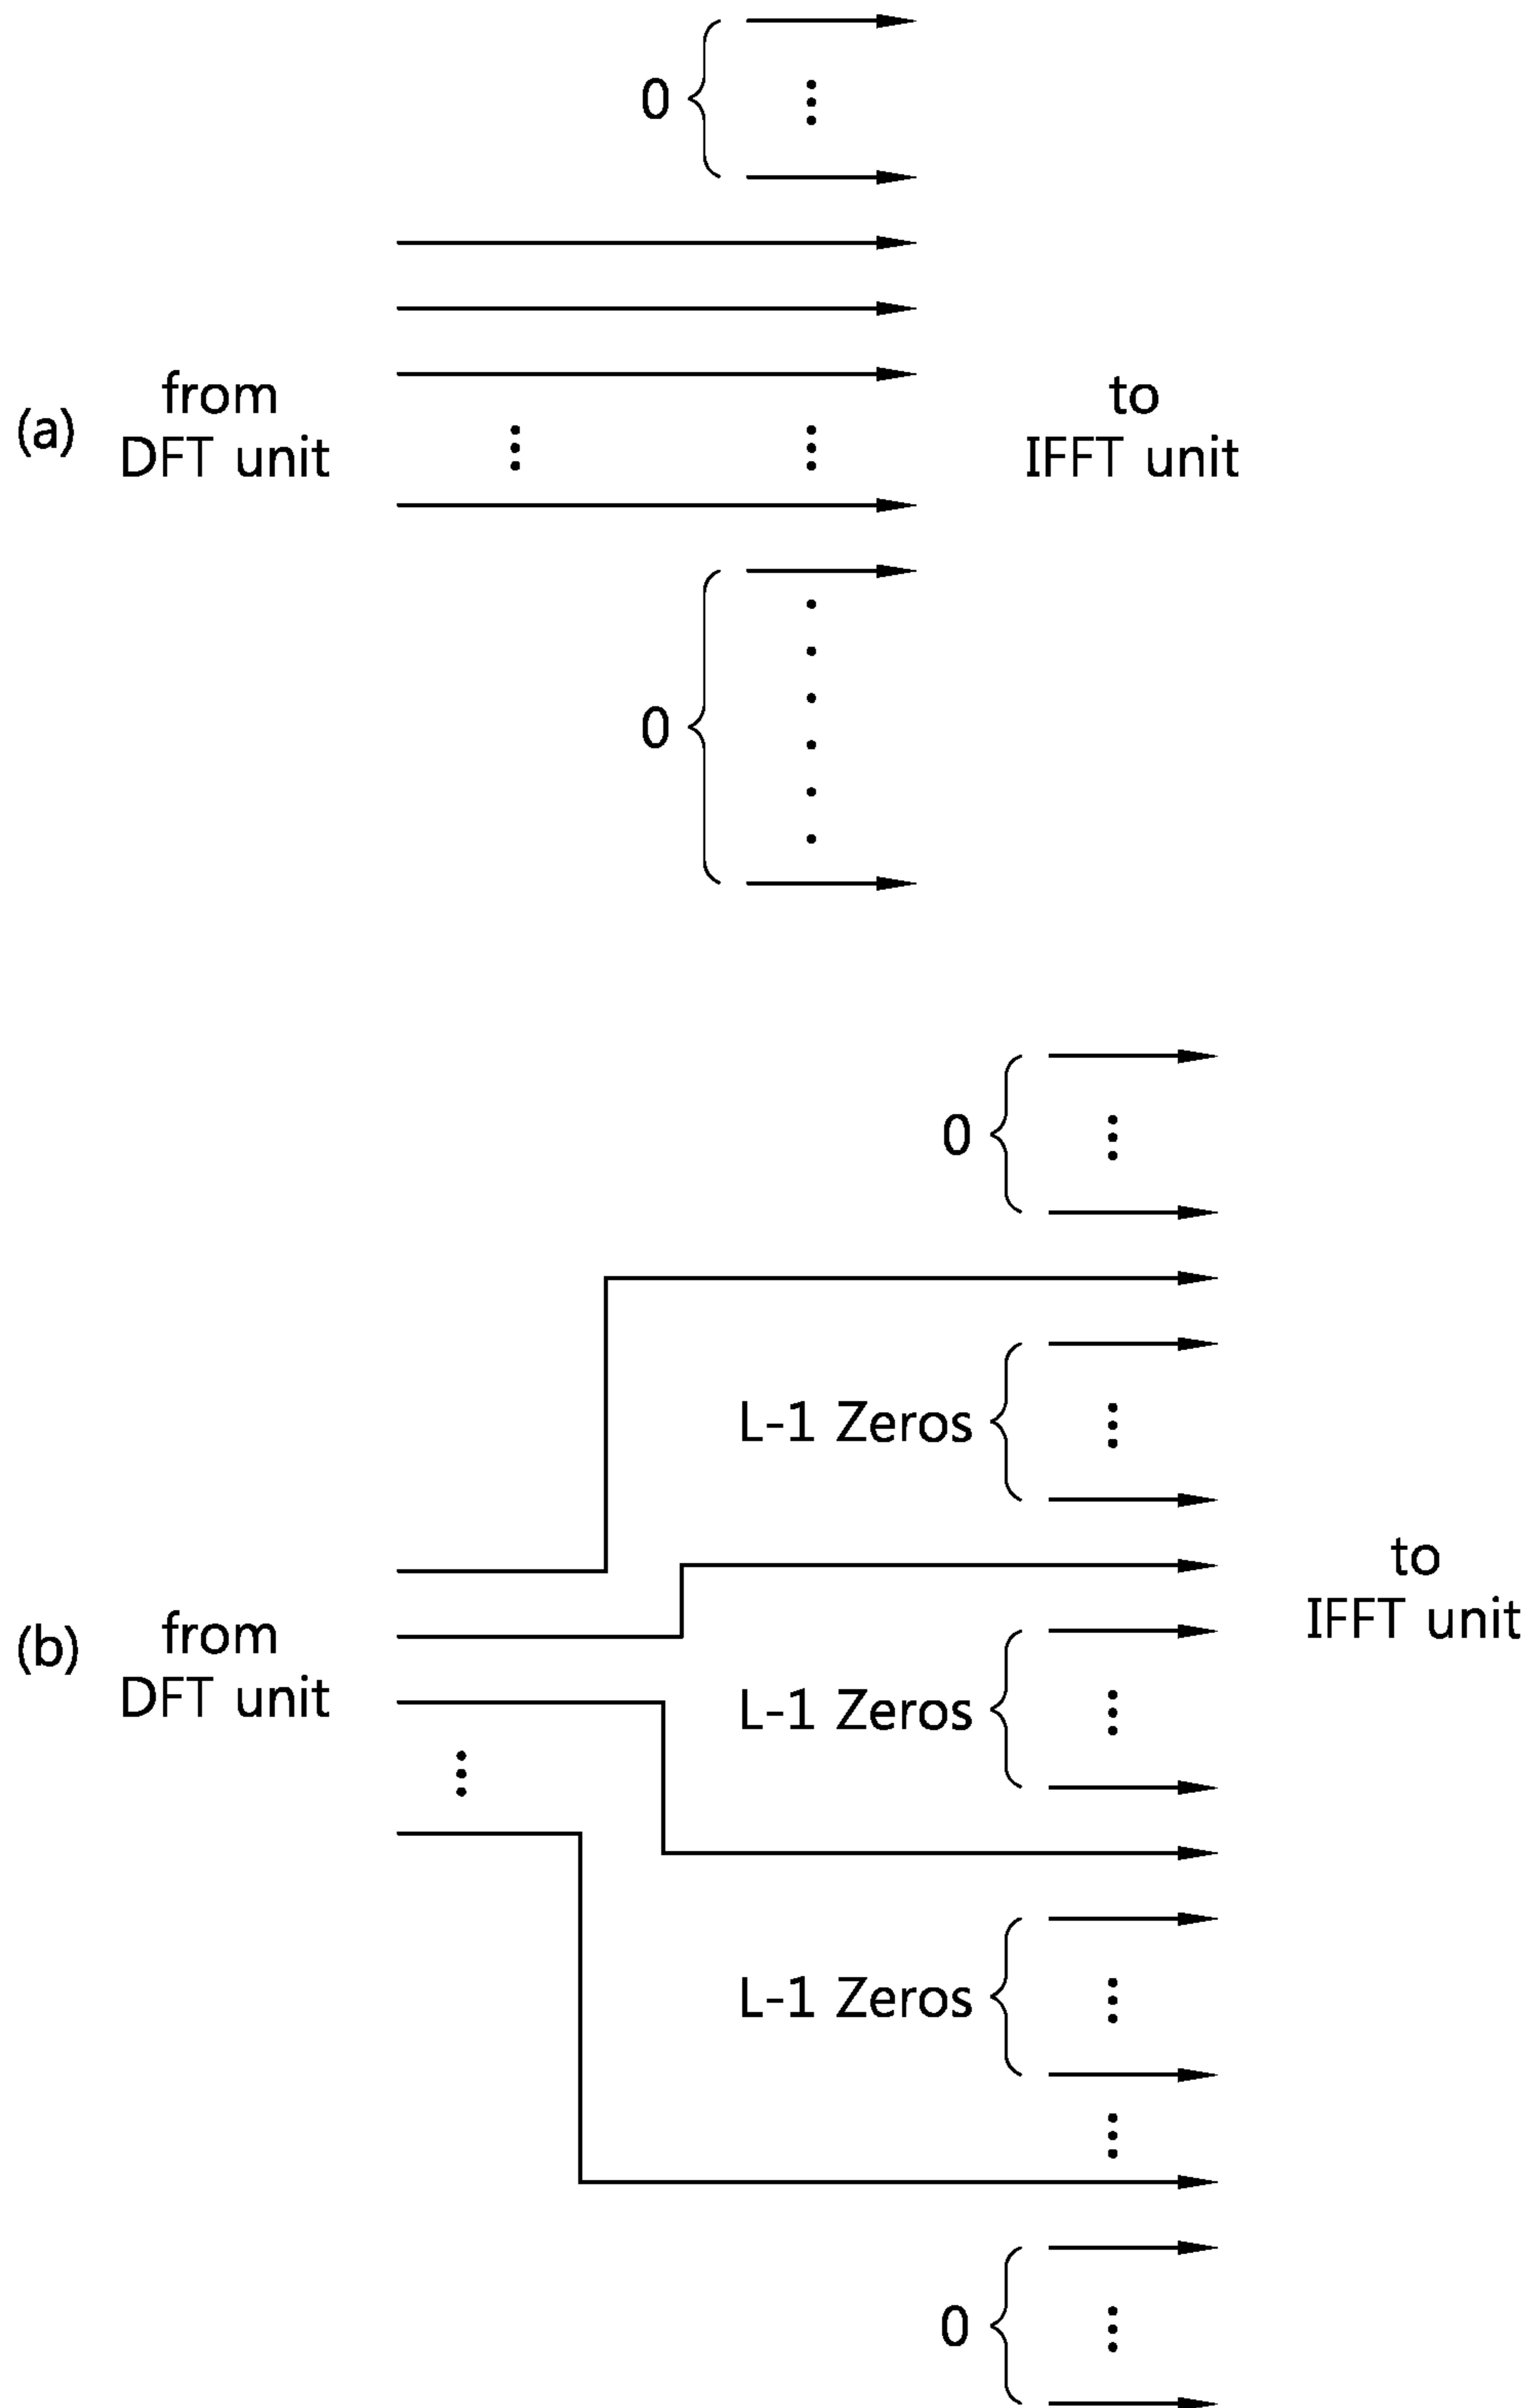 0
(a)
from
DFT unit
to
IFFT unit
0
0
L-1 Zeros
(b)
from
DFT unit
to
IFFT unit
L-1 Zeros
L-1 Zeros
0